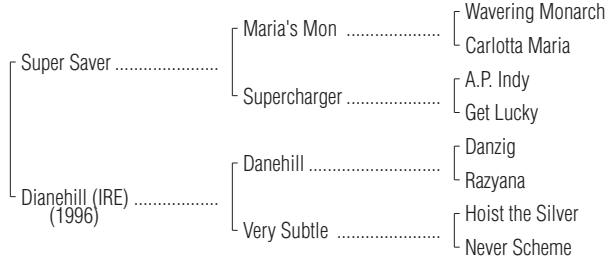 Wavering Monarch
Maria's Mon ....................
Carlotta Maria
Super Saver ......................
A.P. Indy
Supercharger ....................
Get Lucky
Danzig
Danehill ............................
Razyana
Dianehill (IRE) ..................
(1996)
Hoist the Silver
Very Subtle ......................
Never Scheme